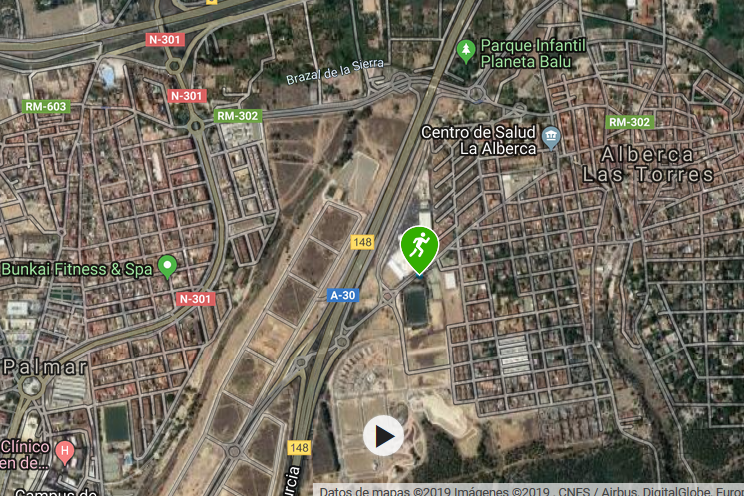 N-301
Parque Infantil
Planeta Balu
Brazal de la Sierra
N-301
RM-603
RM-302
RM-302
Centro de Salud
La Alberca
Alberca
Las Torres
148
Bunkai Fitness & Spa
A-30
N-301
Palmar
Clínico
en de...
148
urcia
Campus de
H
Datos de mapas ©2019 Imágenes ©2019 , CNES / Airbus, DigitalGlobe, Euro